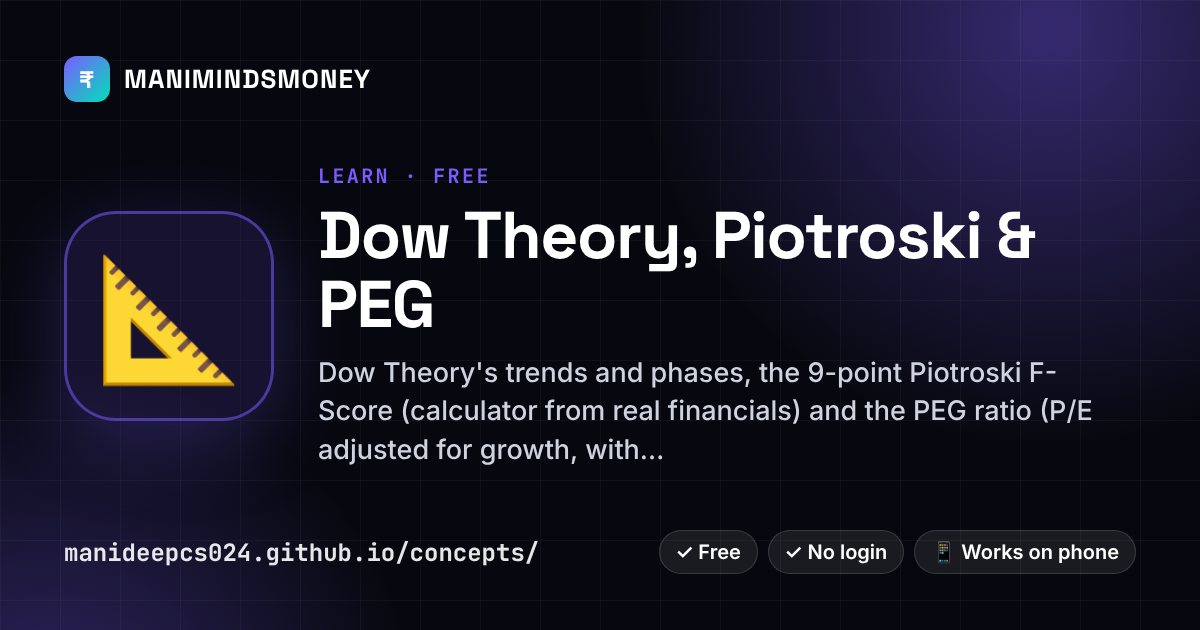 ₹ MANIMINDSMONEY
LEARN · FREE
Dow Theory, Piotroski &
PEG
Dow Theory's trends and phases, the 9-point Piotroski F-
Score (calculator from real financials) and the PEG ratio (P/E
adjusted for growth, with...
manideepcs024.github.io/concepts/
✓ Free
✓ No login
📱 Works on phone